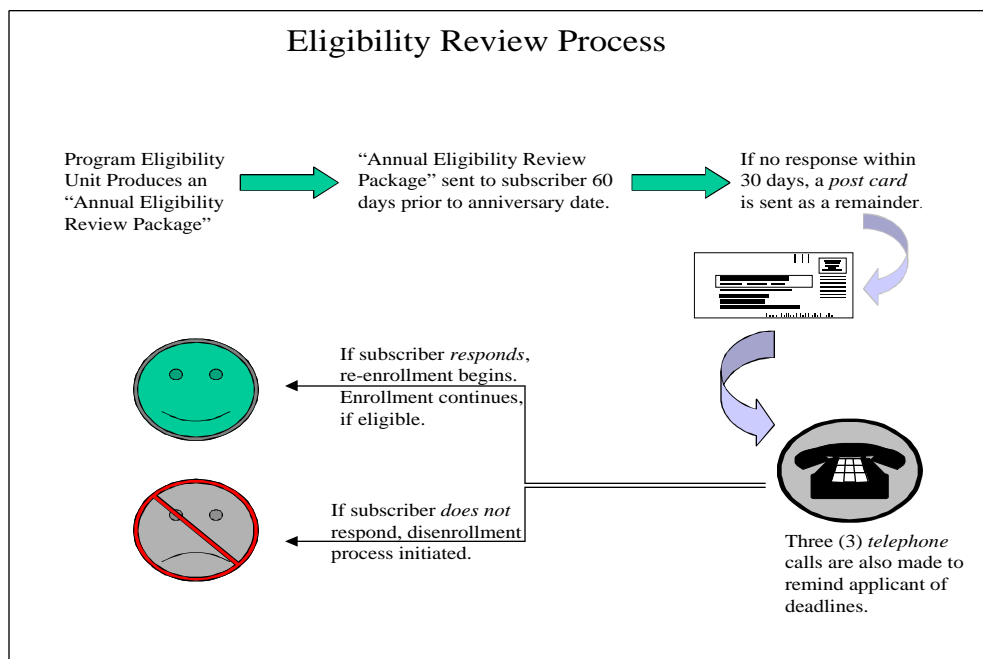 Eligibility Review Process
Program Eligibility
Unit Produces an
“Annual Eligibility
Review Package”
“Annual Eligibility Review
Package” sent to subscriber 60
days prior to anniversary date.
If no response within
30 days, a post card
is sent as a remainder.
If subscriber responds,
re-enrollment begins.
Enrollment continues,
if eligible.
If subscriber does not
respond, disenrollment
process initiated.
Three (3) telephone
calls are also made to
remind applicant of
deadlines.